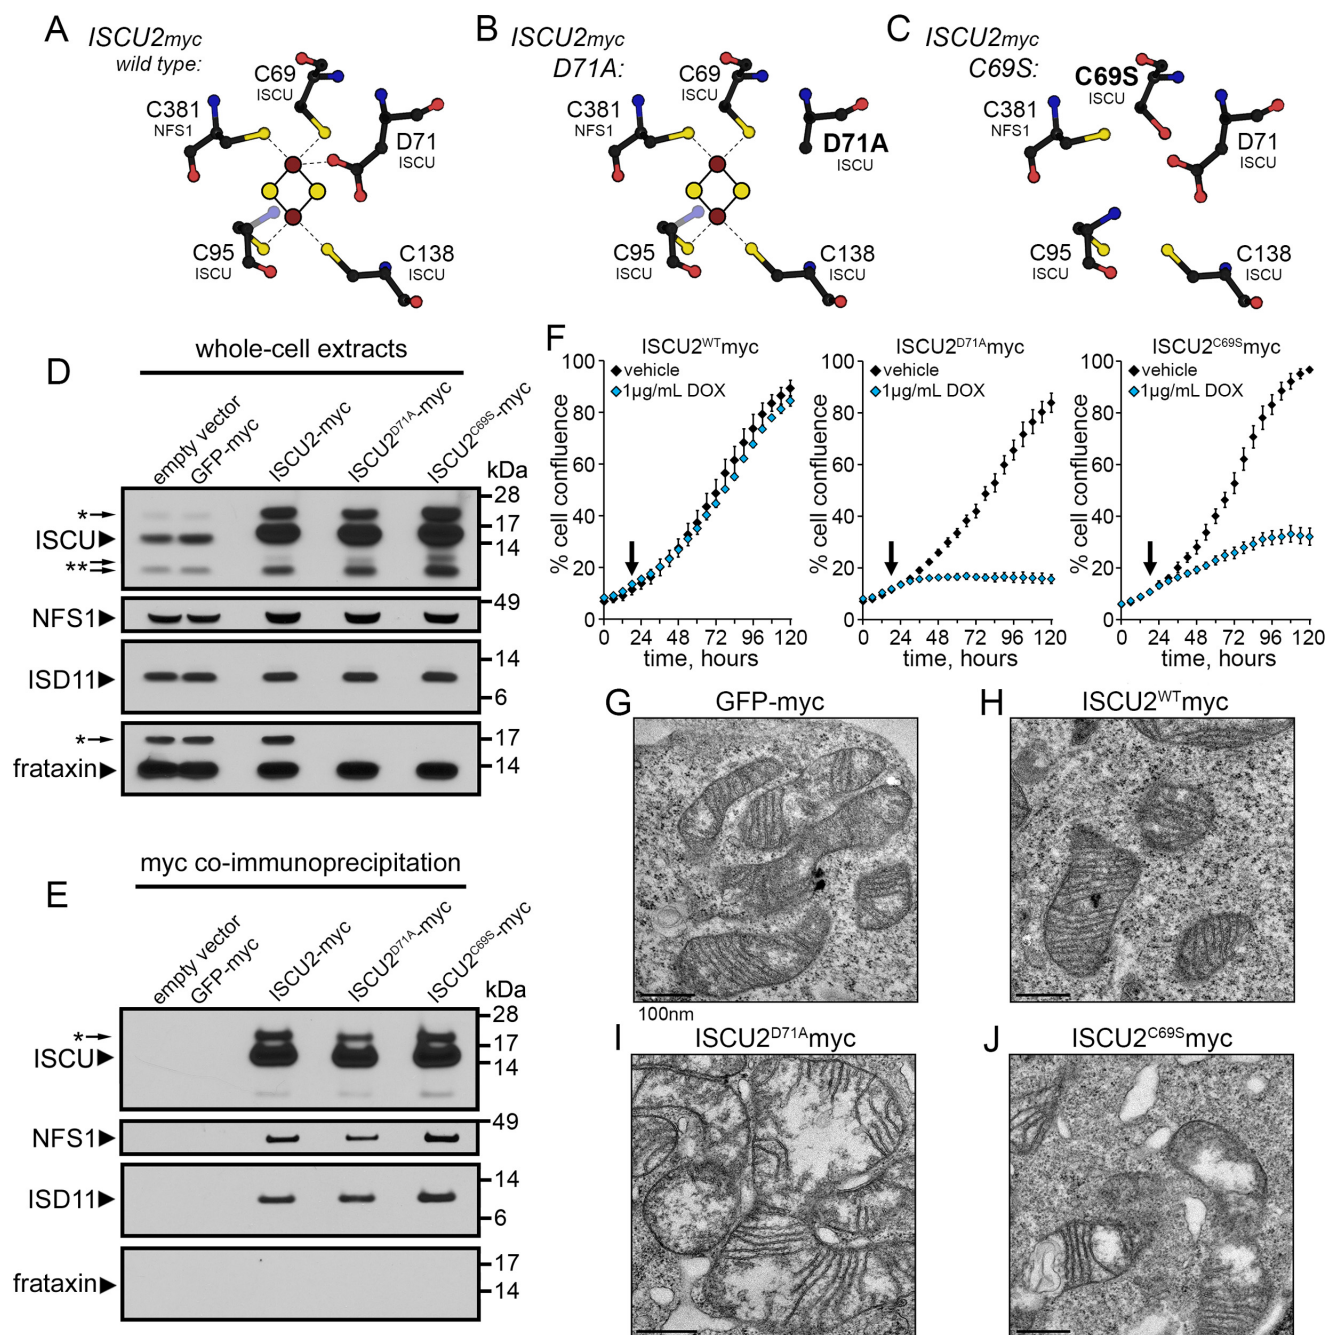 A
ISCU2myc
wild type:
C69
ISCU
C381
NFS1
D71
ISCU
C95
ISCU
C138
ISCU
B
ISCU2myc
D71A:
C69
ISCU
C381
NFS1
D71A
ISCU
C95
ISCU
C138
ISCU
C
ISCU2myc
C69S:
C69S
ISCU
C381
NFS1
D71
ISCU
C95
ISCU
C138
ISCU
D
whole-cell extracts
empty vector
GFP-myc
ISCU2-myc
ISCU2D71A-myc
ISCU2C69S-myc
kDa
*
ISCU
**
28
17
14
NFS1
49
ISD11
14
6
*
frataxin
17
14
E
myc co-immunoprecipitation
empty vector
GFP-myc
ISCU2-myc
ISCU2D71A-myc
ISCU2C69S-myc
kDa
*
ISCU
28
17
14
NFS1
49
ISD11
14
6
frataxin
17
14
F
ISCU2WTmyc
vehicle
1µg/mL DOX
% cell confluence
100
80
60
40
20
0
0 24 48 72 96 120
time, hours
ISCU2D71Amyc
vehicle
1µg/mL DOX
% cell confluence
100
80
60
40
20
0
0 24 48 72 96 120
time, hours
ISCU2C69Smyc
vehicle
1µg/mL DOX
% cell confluence
100
80
60
40
20
0
0 24 48 72 96 120
time, hours
G
GFP-myc
100nm
H
ISCU2WTmyc
I
ISCU2D71Amyc
J
ISCU2C69Smyc